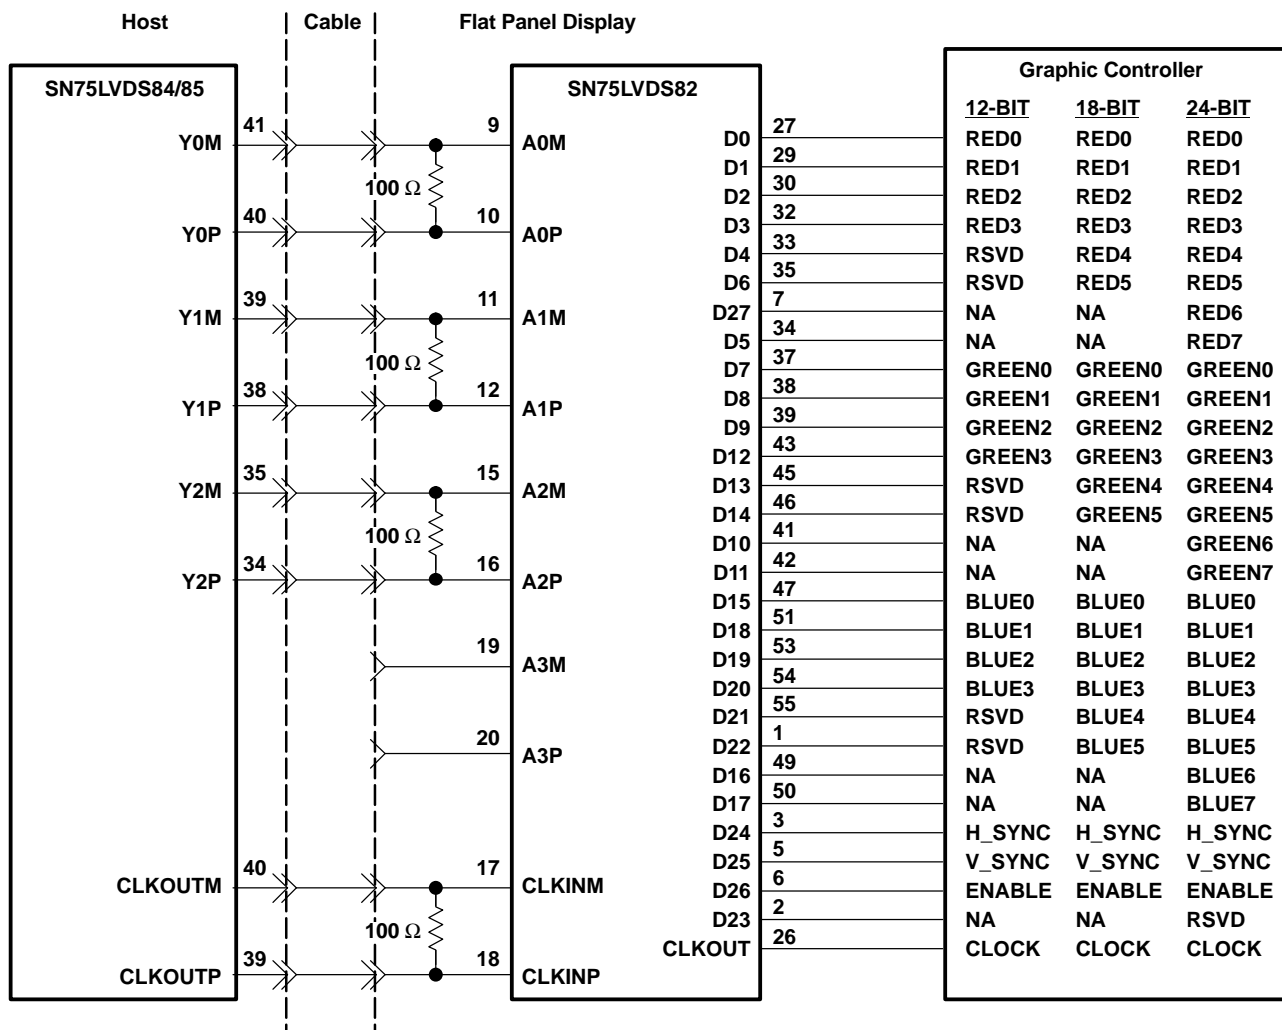 Host Cable Flat Panel Display
SN75LVDS84/85
Y0M 41
Y0P 40
Y1M 39
Y1P 38
Y2M 35
Y2P 34
CLKOUTM 40
CLKOUTP 39
100 Ω
100 Ω
100 Ω
100 Ω
SN75LVDS82
9 A0M
10 A0P
11 A1M
12 A1P
15 A2M
16 A2P
19 A3M
20 A3P
17 CLKINM
18 CLKINP
D0 27
D1 29
D2 30
D3 32
D4 33
D6 35
D27 7
D5 34
D7 37
D8 38
D9 39
D12 43
D13 45
D14 46
D10 41
D11 42
D15 47
D18 51
D19 53
D20 54
D21 55
D22 1
D16 49
D17 50
D24 3
D25 5
D26 6
D23 2
CLKOUT 26
Graphic Controller
12-BIT 18-BIT 24-BIT
RED0 RED0 RED0
RED1 RED1 RED1
RED2 RED2 RED2
RED3 RED3 RED3
RSVD RED4 RED4
RSVD RED5 RED5
NA NA RED6
NA NA RED7
GREEN0 GREEN0 GREEN0
GREEN1 GREEN1 GREEN1
GREEN2 GREEN2 GREEN2
GREEN3 GREEN3 GREEN3
RSVD GREEN4 GREEN4
RSVD GREEN5 GREEN5
NA NA GREEN6
NA NA GREEN7
BLUE0 BLUE0 BLUE0
BLUE1 BLUE1 BLUE1
BLUE2 BLUE2 BLUE2
BLUE3 BLUE3 BLUE3
RSVD BLUE4 BLUE4
RSVD BLUE5 BLUE5
NA NA BLUE6
NA NA BLUE7
H_SYNC H_SYNC H_SYNC
V_SYNC V_SYNC V_SYNC
ENABLE ENABLE ENABLE
NA NA RSVD
CLOCK CLOCK CLOCK